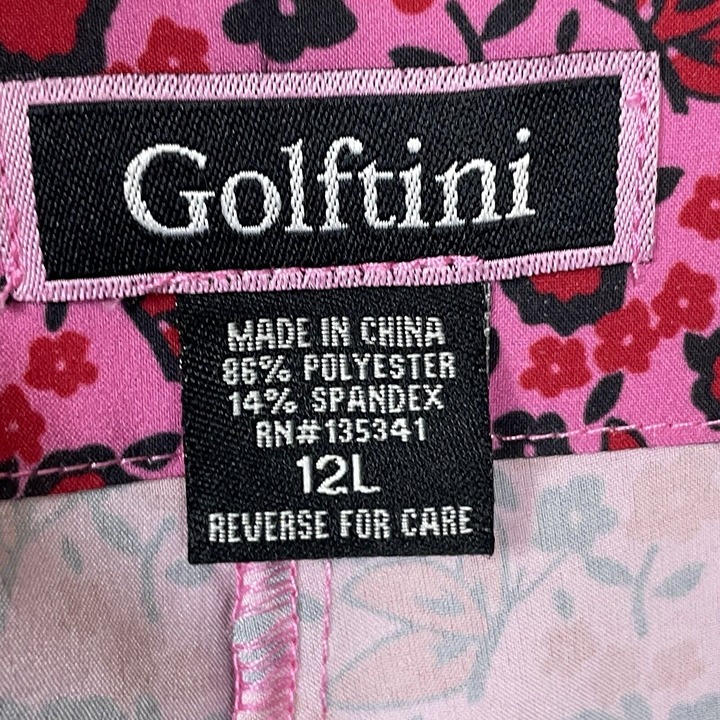 Golftini
MADE IN CHINA
86% POLYESTER
14% SPANDEX
RN#135341
12L
REVERSE FOR CARE